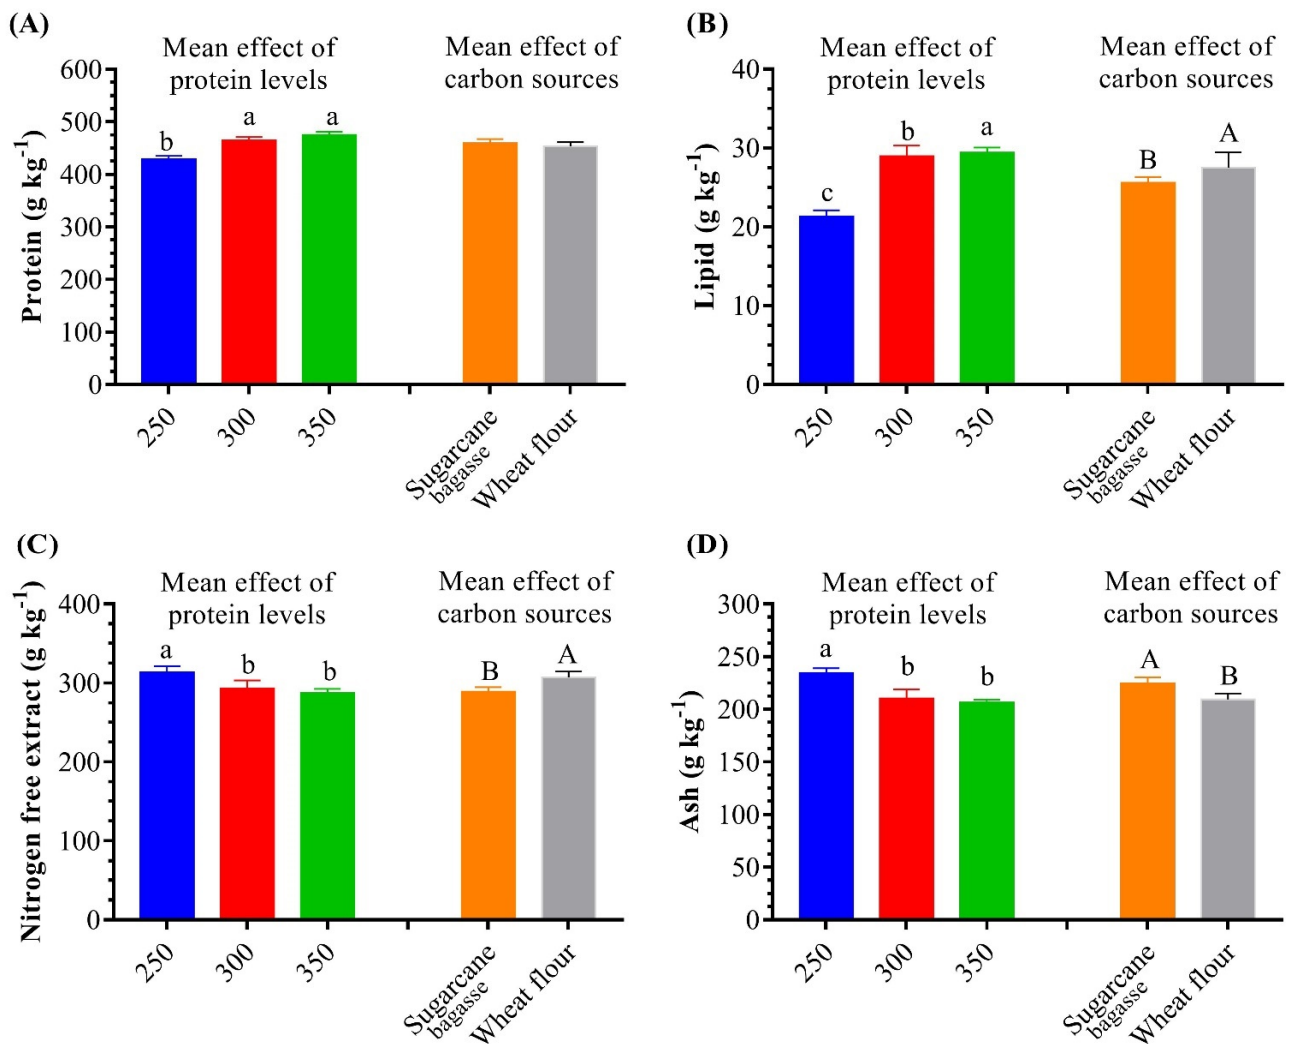 (A)
Mean effect of
protein levels
Mean effect of
carbon sources
Protein (g kg-1)
600
500
400
300
200
100
0
b
a
a
250
300
350
Sugarcane
bagasse
Wheat flour
(B)
Mean effect of
protein levels
Mean effect of
carbon sources
Lipid (g kg-1)
40
30
20
10
0
c
b
a
B
A
250
300
350
Sugarcane
bagasse
Wheat flour
(C)
Mean effect of
protein levels
Mean effect of
carbon sources
Nitrogen free extract (g kg-1)
400
300
200
100
0
a
b
b
B
A
250
300
350
Sugarcane
bagasse
Wheat flour
(D)
Mean effect of
protein levels
Mean effect of
carbon sources
Ash (g kg-1)
300
250
200
150
100
50
0
a
b
b
A
B
250
300
350
Sugarcane
bagasse
Wheat flour